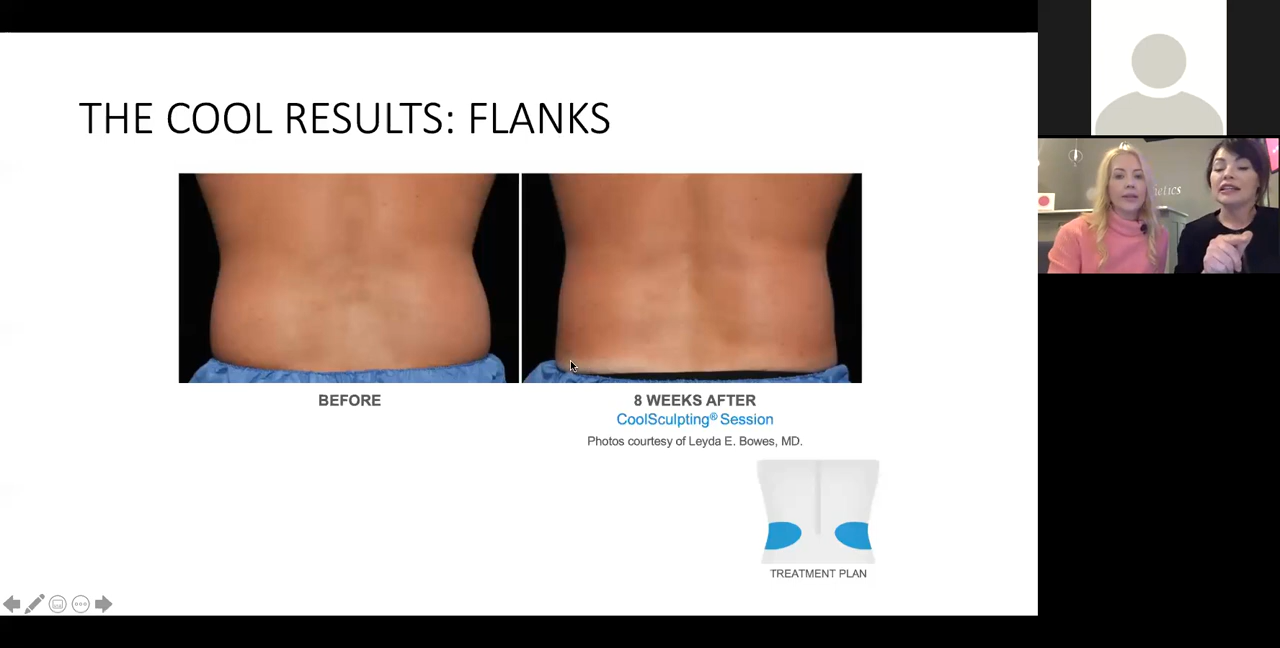 THE COOL RESULTS: FLANKS
BEFORE
8 WEEKS AFTER
CoolSculpting® Session
Photos courtesy of Leyda E. Bowes, MD.
TREATMENT PLAN